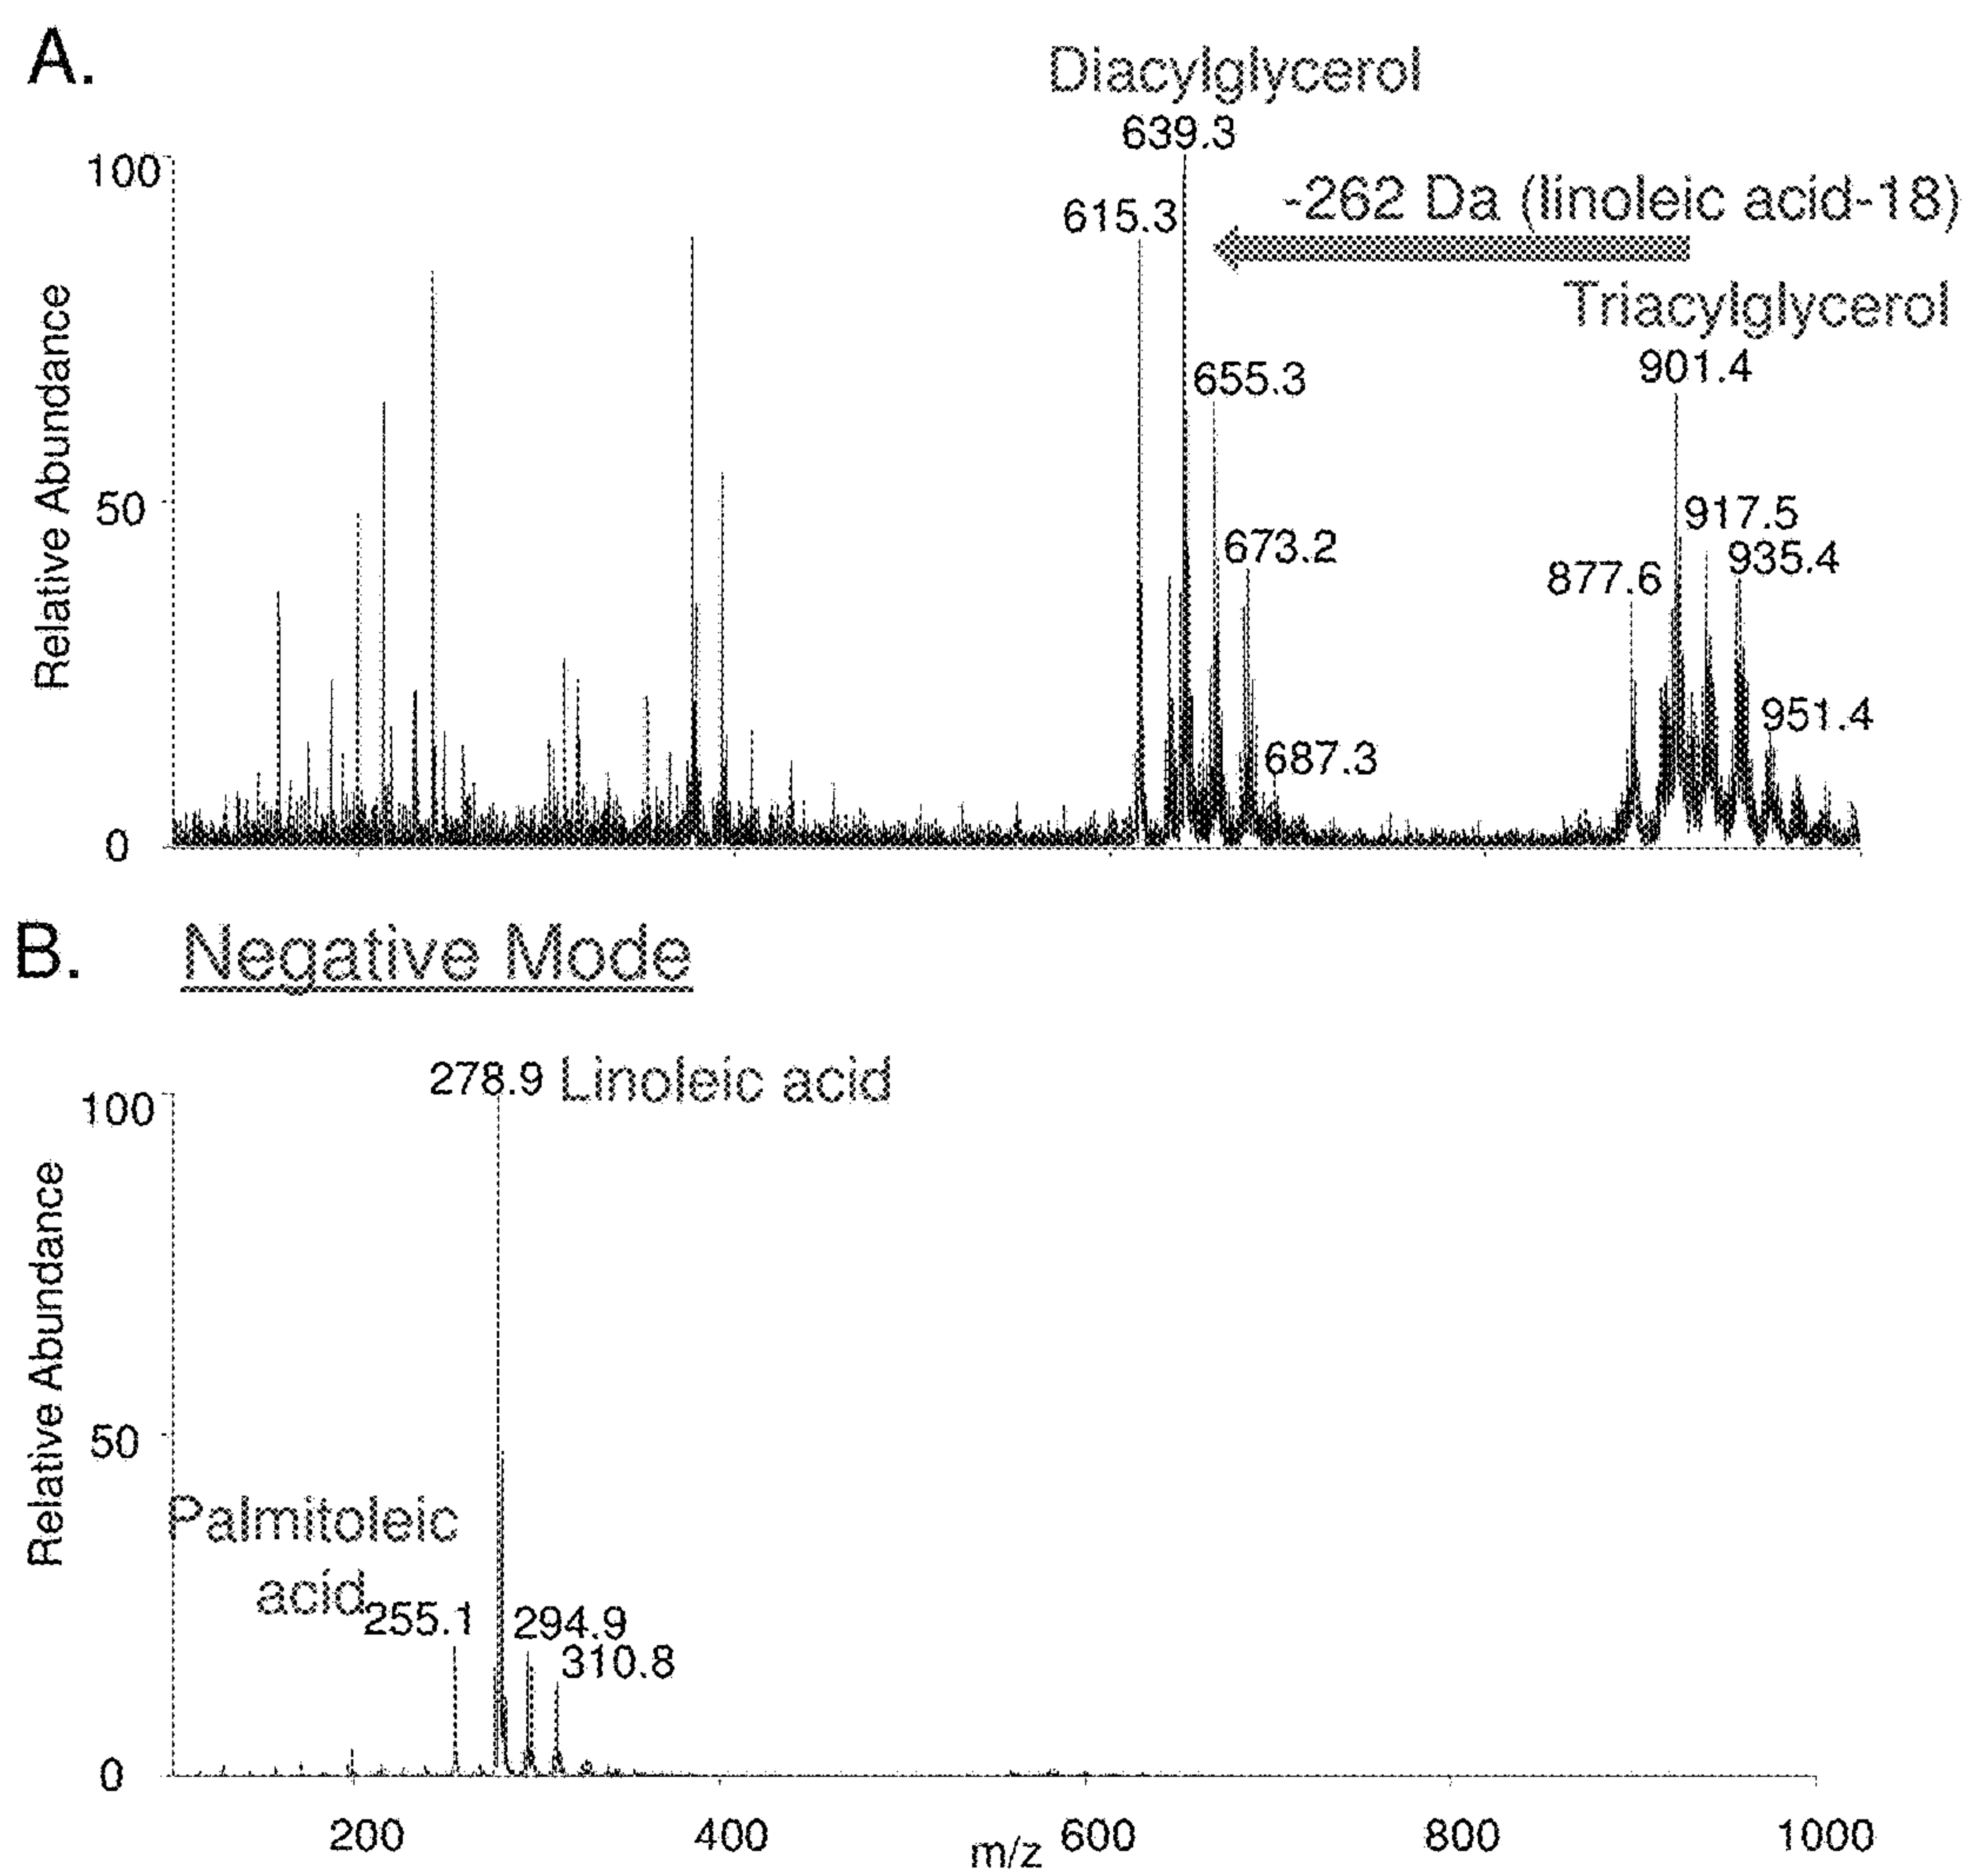 A.
Diacylglycerol
639.3
100
615.3
-262 Da (linoleic acid-18)
Triacylglycerol
901.4
655.3
50
917.5
673.2
935.4
877.6
951.4
687.3
0
Relative Abundance
B. Negative Mode
278.9 Linoleic acid
100
50
Palmitoleic
acid
255.1
294.9
310.8
0
Relative Abundance
200 400 m/z 600 800 1000